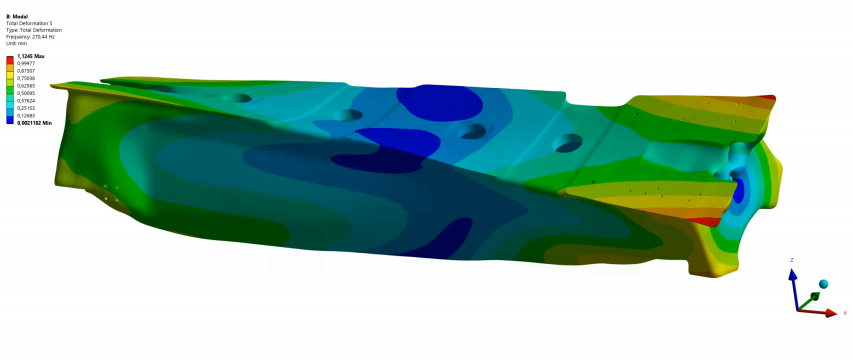 B: Modal
Total Deformation 5
Type: Total Deformation
Frequency: 270,44 Hz
Unit: mm
1,1245 Max
0,99977
0,87507
0,75036
0,62565
0,50095
0,37624
0,25153
0,12683
0,0021182 Min
Z
X